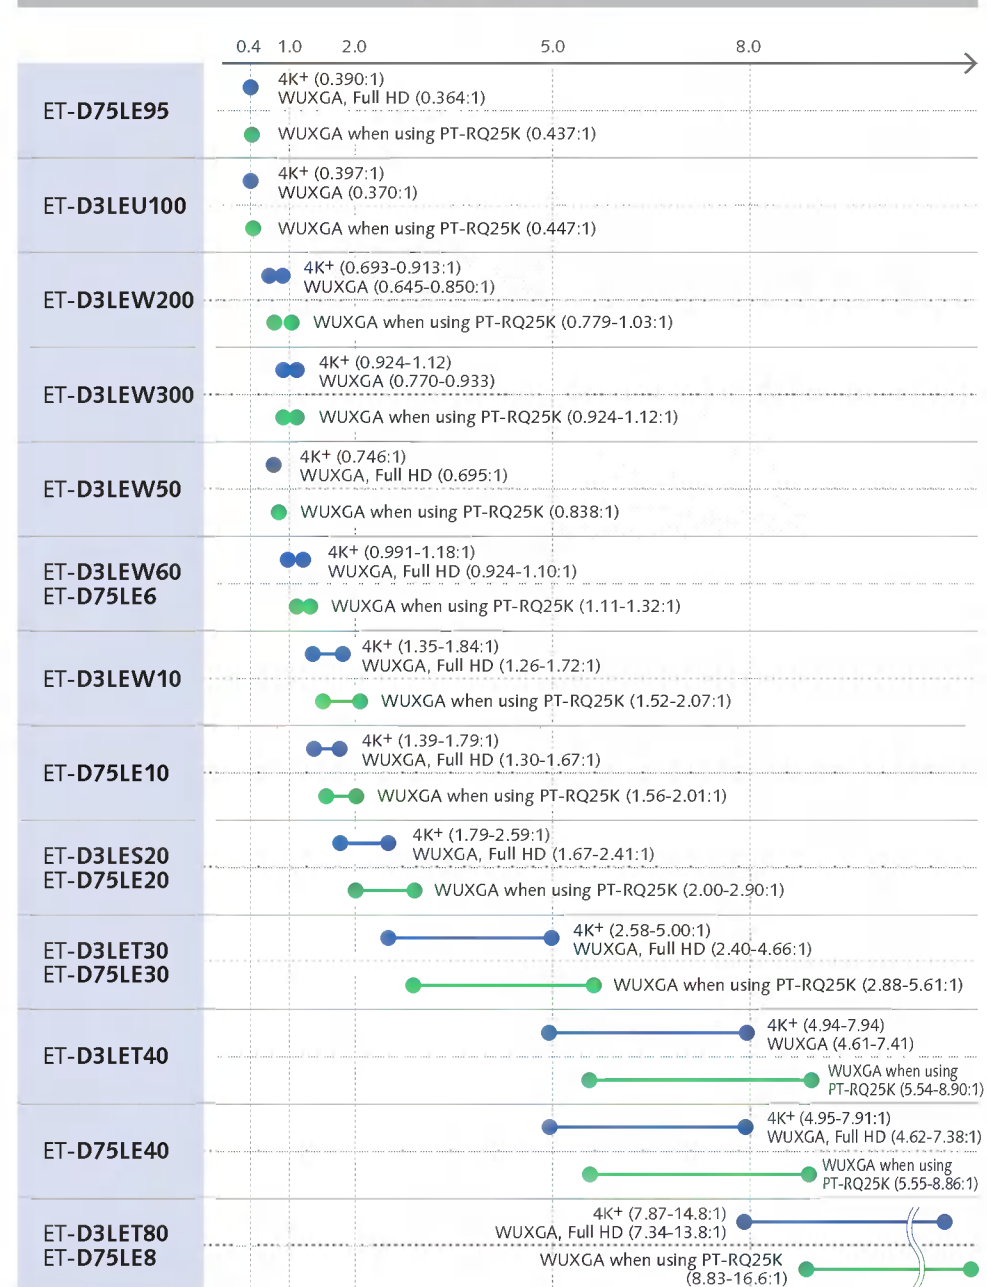 0.4 1.0 2.0 5.0 8.0
ET-D75LE95
4K+ (0.390:1)
WUXGA, Full HD (0.364:1)
WUXGA when using PT-RQ25K (0.437:1)
ET-D3LEU100
4K+ (0.397:1)
WUXGA (0.370:1)
WUXGA when using PT-RQ25K (0.447:1)
ET-D3LEW200
4K+ (0.693-0.913:1)
WUXGA (0.645-0.850:1)
WUXGA when using PT-RQ25K (0.779-1.03:1)
ET-D3LEW300
4K+ (0.924-1.12)
WUXGA (0.770-0.933)
WUXGA when using PT-RQ25K (0.924-1.12:1)
ET-D3LEW50
4K+ (0.746:1)
WUXGA, Full HD (0.695:1)
WUXGA when using PT-RQ25K (0.838:1)
ET-D3LEW60
ET-D75LE6
4K+ (0.991-1.18:1)
WUXGA, Full HD (0.924-1.10:1)
WUXGA when using PT-RQ25K (1.11-1.32:1)
ET-D3LEW10
4K+ (1.35-1.84:1)
WUXGA, Full HD (1.26-1.72:1)
WUXGA when using PT-RQ25K (1.52-2.07:1)
ET-D75LE10
4K+ (1.39-1.79:1)
WUXGA, Full HD (1.30-1.67:1)
WUXGA when using PT-RQ25K (1.56-2.01:1)
ET-D3LES20
ET-D75LE20
4K+ (1.79-2.59:1)
WUXGA, Full HD (1.67-2.41:1)
WUXGA when using PT-RQ25K (2.00-2.90:1)
ET-D3LET30
ET-D75LE30
4K+ (2.58-5.00:1)
WUXGA, Full HD (2.40-4.66:1)
WUXGA when using PT-RQ25K (2.88-5.61:1)
ET-D3LET40
4K+ (4.94-7.94)
WUXGA (4.61-7.41)
WUXGA when using
PT-RQ25K (5.54-8.90:1)
ET-D75LE40
4K+ (4.95-7.91:1)
WUXGA, Full HD (4.62-7.38:1)
WUXGA when using
PT-RQ25K (5.55-8.86:1)
ET-D3LET80
ET-D75LE8
4K+ (7.87-14.8:1)
WUXGA, Full HD (7.34-13.8:1)
WUXGA when using PT-RQ25K
(8.83-16.6:1)